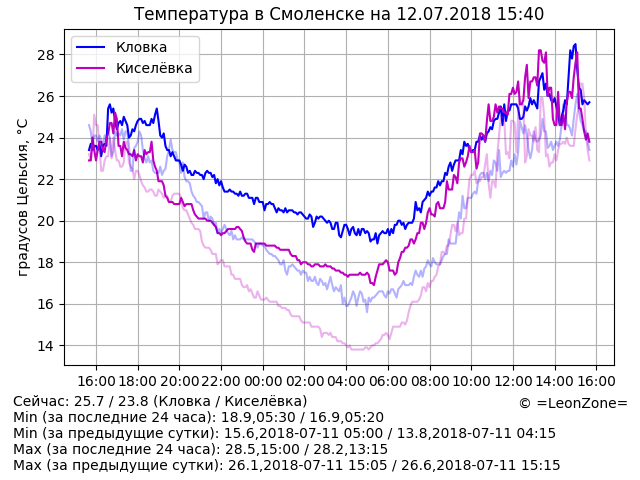 Температура в Смоленске на 12.07.2018 15:40
Кловка
Киселёвка
градусов Цельсия, °C
28
26
24
22
20
18
16
14
16:00 18:00 20:00 22:00 00:00 02:00 04:00 06:00 08:00 10:00 12:00 14:00 16:00
Сейчас: 25.7 / 23.8 (Кловка / Киселёвка)
© =LeonZone=
Min (за последние 24 часа): 18.9,05:30 / 16.9,05:20
Min (за предыдущие сутки): 15.6,2018-07-11 05:00 / 13.8,2018-07-11 04:15
Max (за последние 24 часа): 28.5,15:00 / 28.2,13:15
Max (за предыдущие сутки): 26.1,2018-07-11 15:05 / 26.6,2018-07-11 15:15